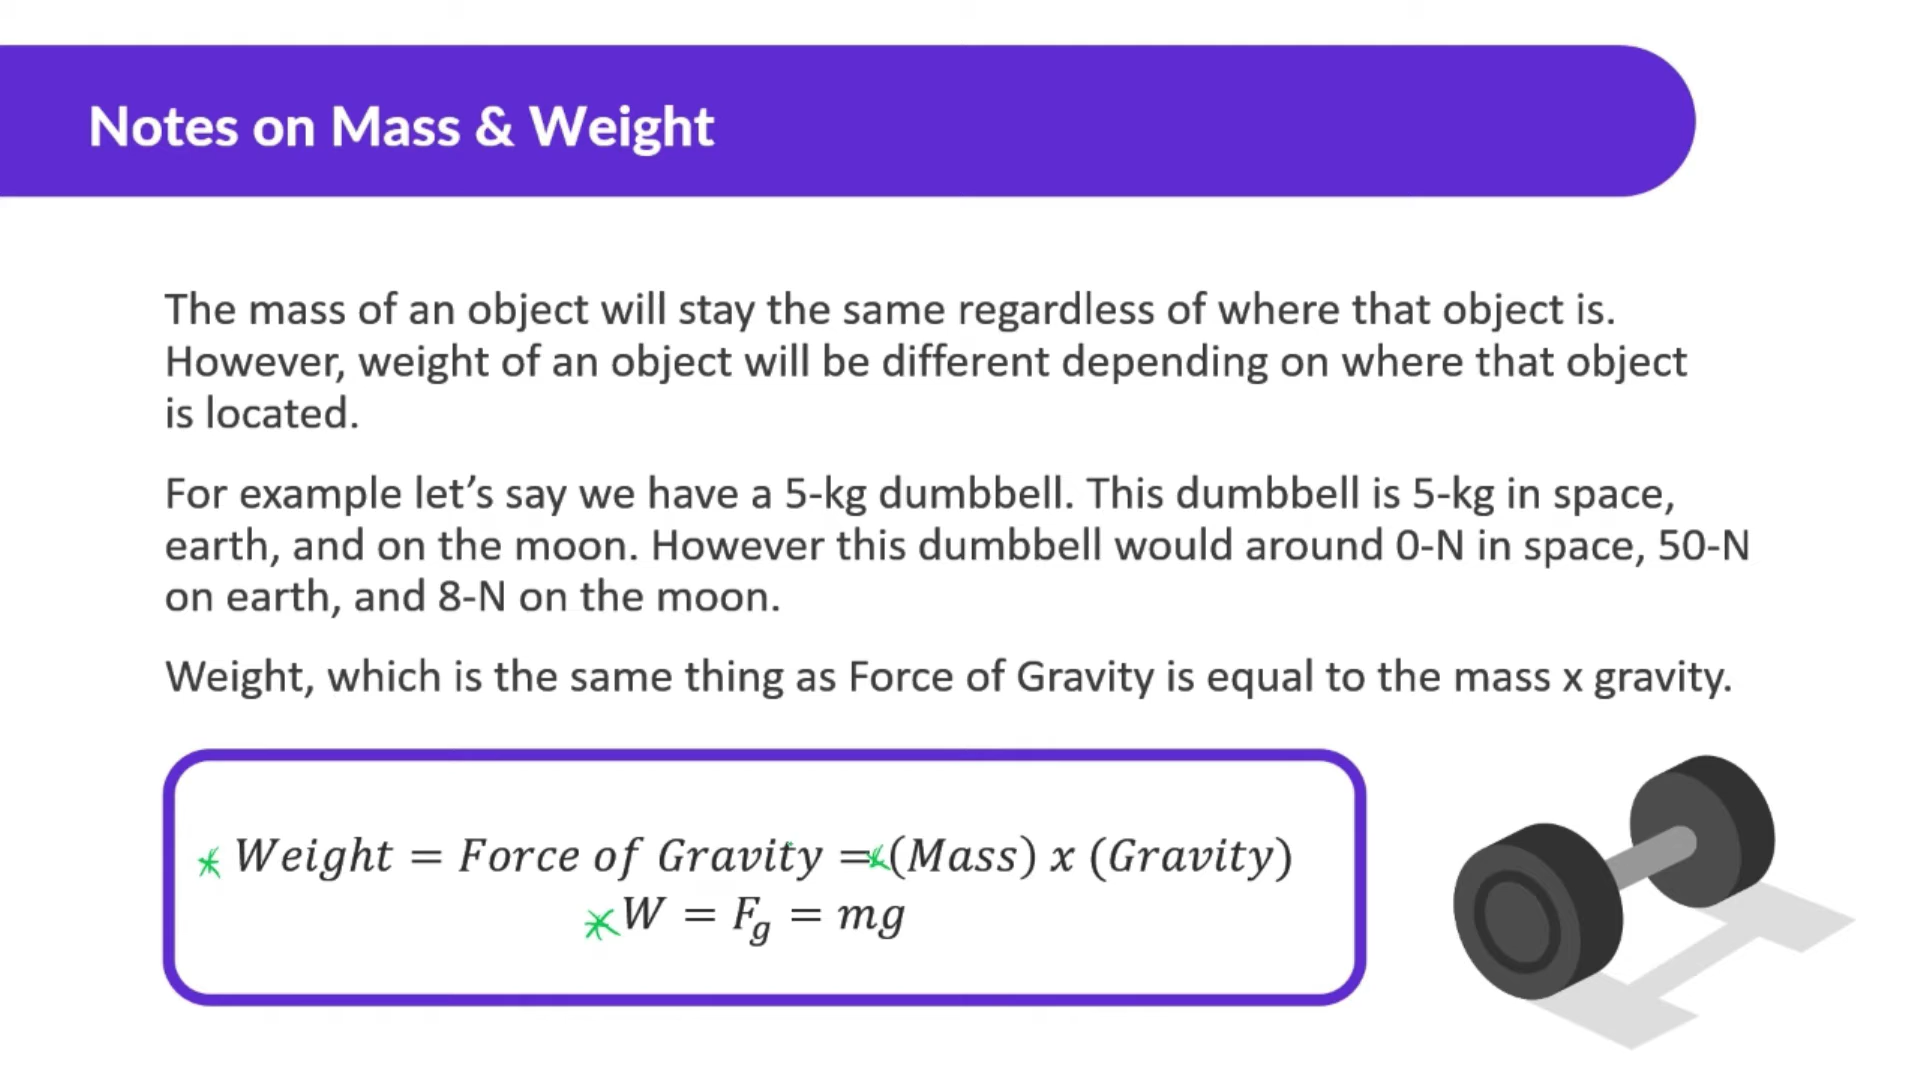 Notes on Mass & Weight
The mass of an object will stay the same regardless of where that object is.
However, weight of an object will be different depending on where that object
is located.
For example let’s say we have a 5-kg dumbbell. This dumbbell is 5-kg in space,
earth, and on the moon. However this dumbbell would around 0-N in space, 50-N
on earth, and 8-N on the moon.
Weight, which is the same thing as Force of Gravity is equal to the mass x gravity.
* Weight = Force of Gravity =*(Mass) x (Gravity)
*W = F_g = mg